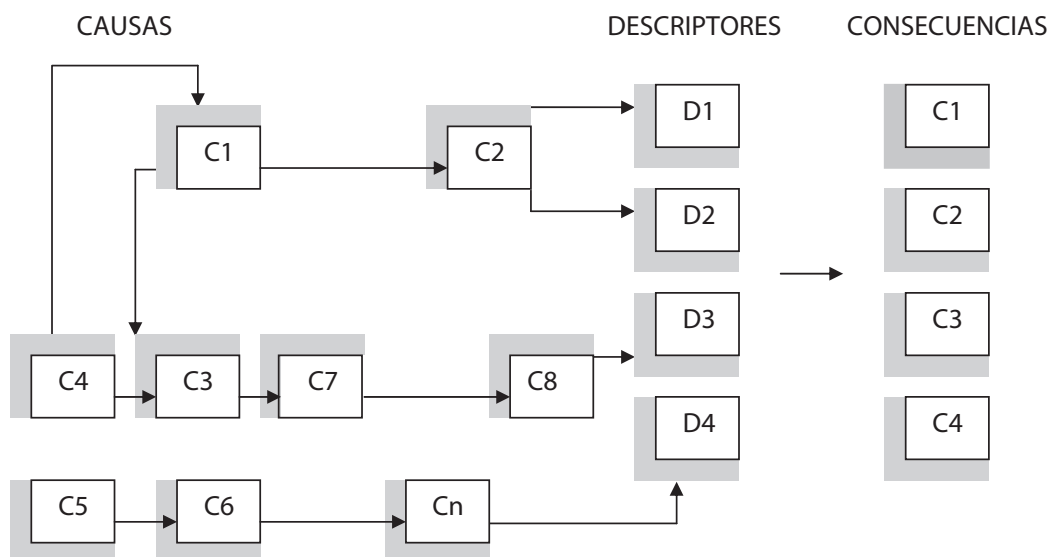 CAUSAS DESCRIPTORES CONSECUENCIAS
D1 C1
C1 C2
D2 C2
D3 C3
C4 C3 C7 C8
D4 C4
C5 C6 Cn